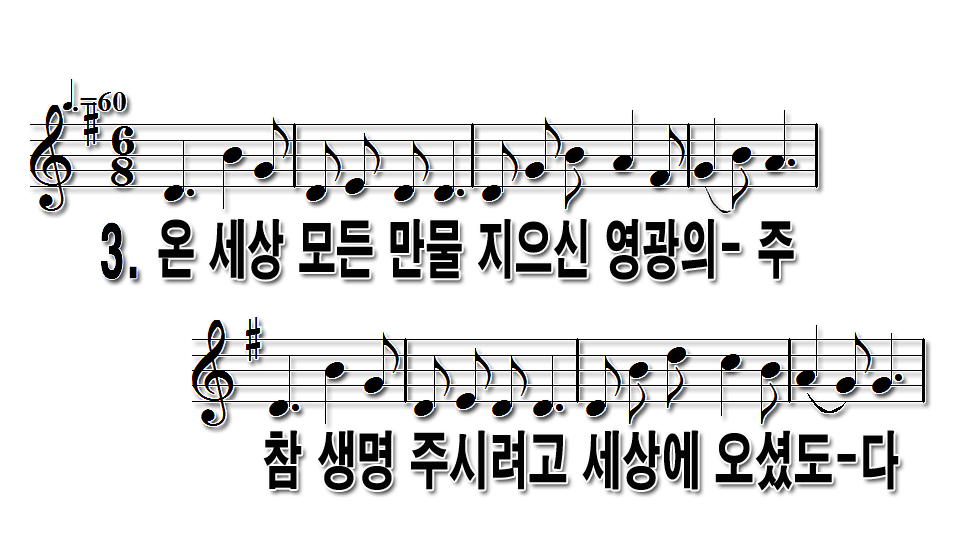 ♩.=60
6
8
3. 온 세상 모든 만물 지으신 영광의- 주
참 생명 주시려고 세상에 오셨도-다